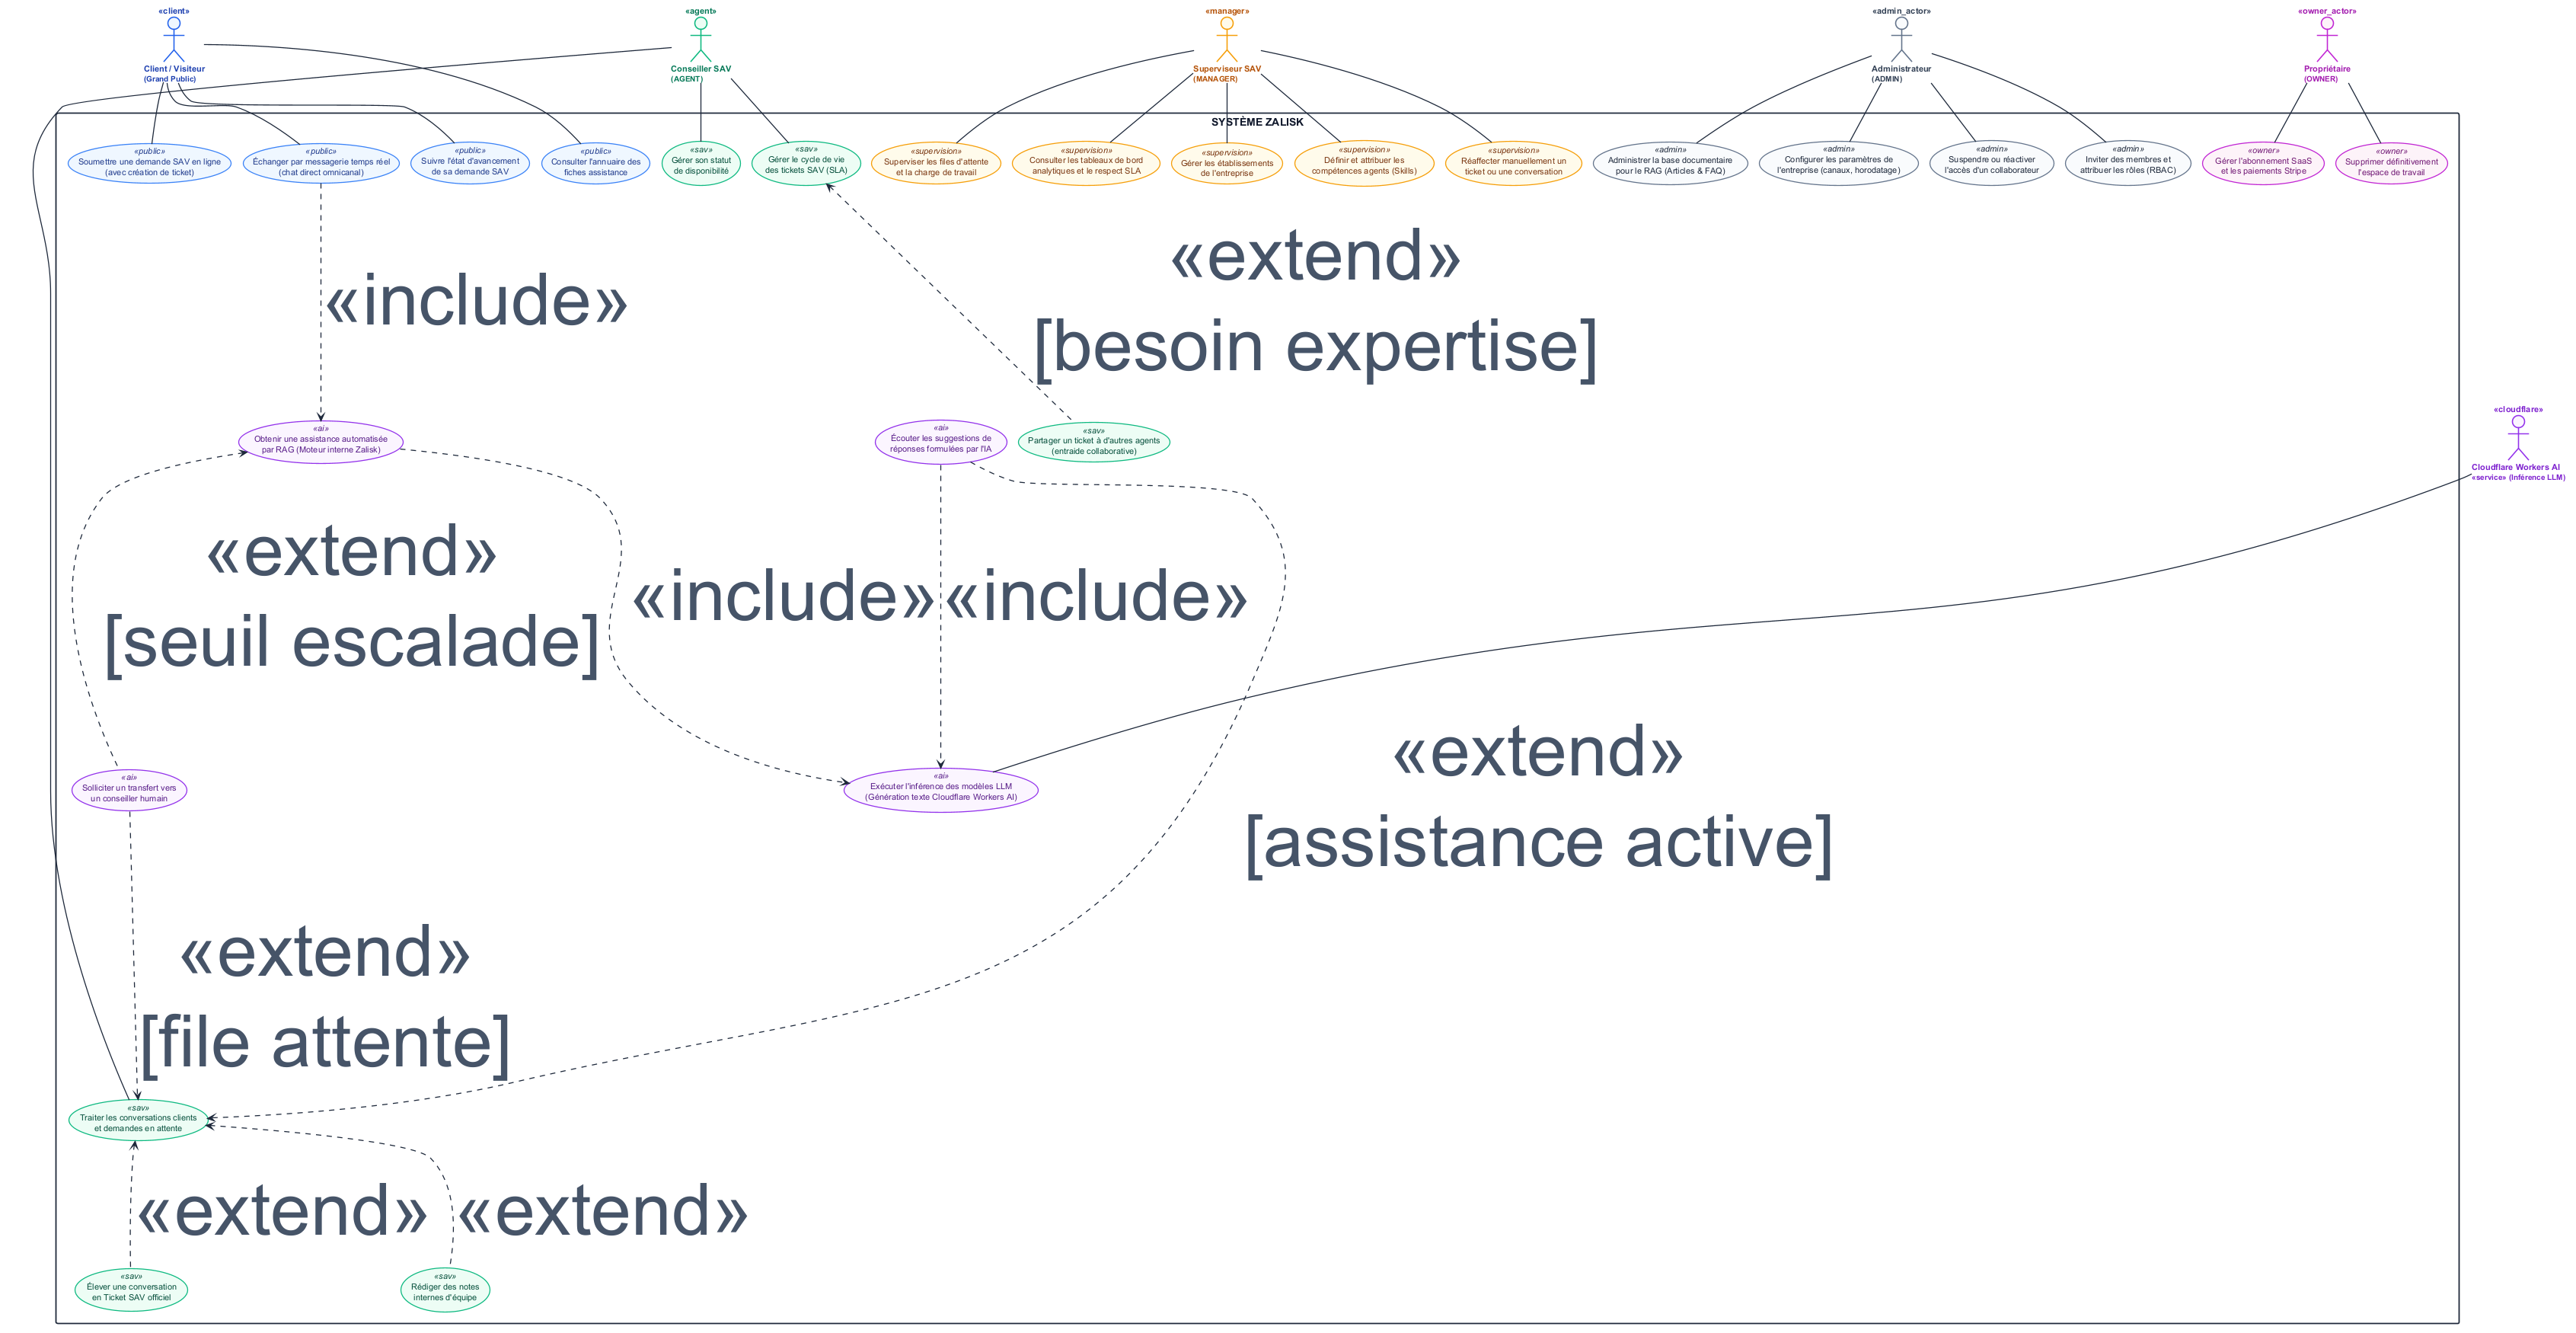 «client»
Client / Visiteur
(Grand Public)
«agent»
Conseiller SAV
(AGENT)
«manager»
Superviseur SAV
(MANAGER)
«admin_actor»
Administrateur
(ADMIN)
«owner_actor»
Propriétaire
(OWNER)
SYSTÈME ZALISK
«public»
Soumettre une demande SAV en ligne
(avec création de ticket)
«public»
Échanger par messagerie temps réel
(chat direct omnicanal)
«public»
Suivre l'état d'avancement
de sa demande SAV
«public»
Consulter l'annuaire des
fiches assistance
«sav»
Gérer son statut
de disponibilité
«sav»
Gérer le cycle de vie
des tickets SAV (SLA)
«supervision»
Superviser les files d'attente
et la charge de travail
«supervision»
Consulter les tableaux de bord
analytiques et le respect SLA
«supervision»
Gérer les établissements
de l'entreprise
«supervision»
Définir et attribuer les
compétences agents (Skills)
«supervision»
Réaffecter manuellement un
ticket ou une conversation
«admin»
Administrer la base documentaire
pour le RAG (Articles & FAQ)
«admin»
Configurer les paramètres de
l'entreprise (canaux, horodatage)
«admin»
Suspendre ou réactiver
l'accès d'un collaborateur
«admin»
Inviter des membres et
attribuer les rôles (RBAC)
«owner»
Gérer l'abonnement SaaS
et les paiements Stripe
«owner»
Supprimer définitivement
l'espace de travail
«include»
«extend»
[besoin expertise]
«ai»
Obtenir une assistance automatisée
par RAG (Moteur interne Zalisk)
«ai»
Écouter les suggestions de
réponses formulées par l'IA
«sav»
Partager un ticket à d'autres agents
(entraide collaborative)
«cloudflare»
Cloudflare Workers AI
«service» (Inférence LLM)
«extend»
[seuil escalade]
«include»
«include»
«extend»
[assistance active]
«ai»
Solliciter un transfert vers
un conseiller humain
«ai»
Exécuter l'inférence des modèles LLM
(Génération texte Cloudflare Workers AI)
«extend»
[file attente]
«sav»
Traiter les conversations clients
et demandes en attente
«extend»
«extend»
«sav»
Élever une conversation
en Ticket SAV officiel
«sav»
Rédiger des notes
internes d'équipe